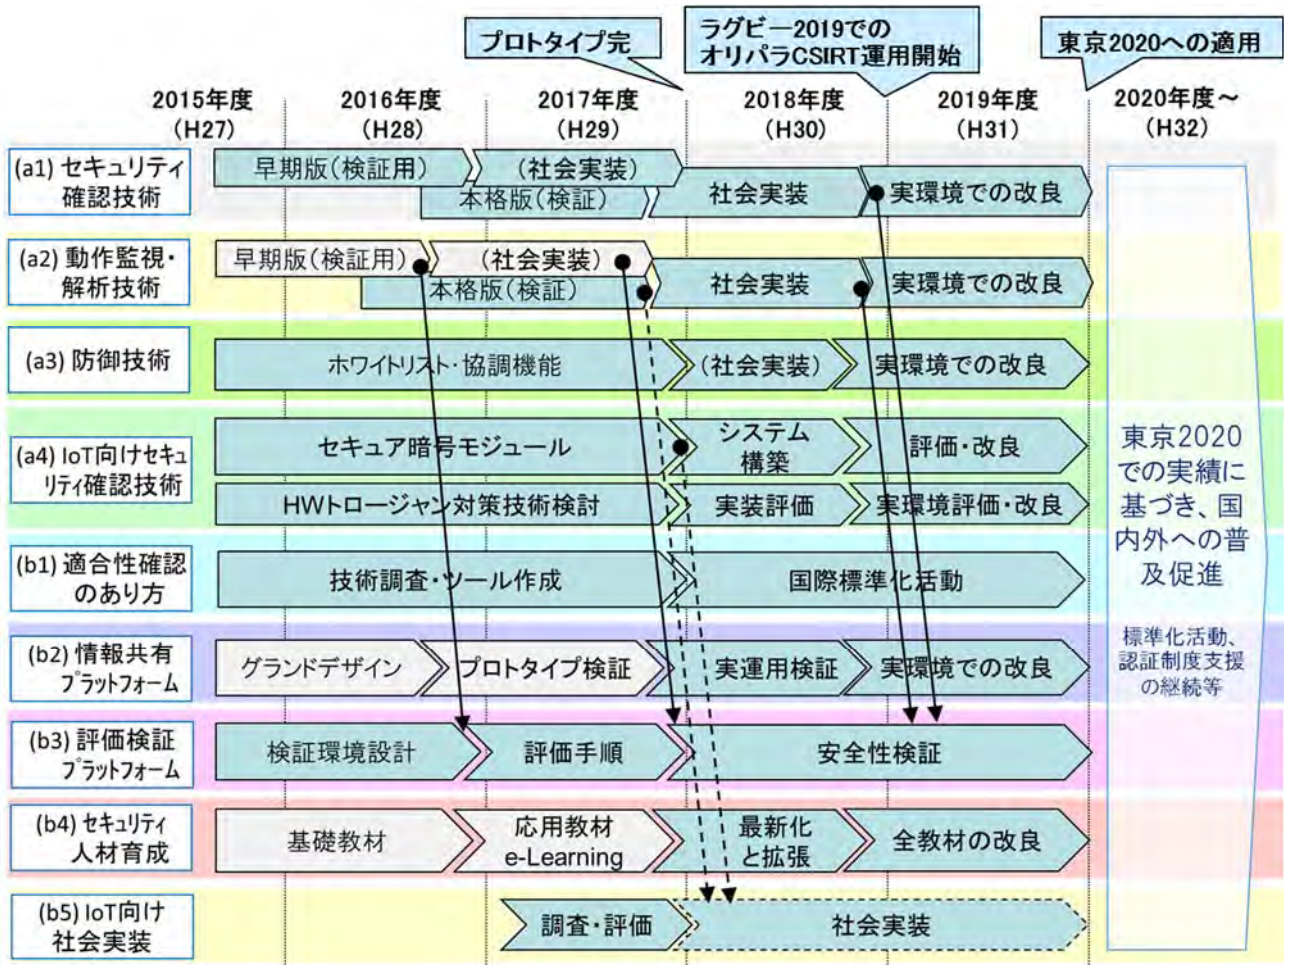 プロトタイプ完
ラグビー2019での
オリパラCSIRT運用開始
東京2020への適用
2015年度
(H27)
2016年度
(H28)
2017年度
(H29)
2018年度
(H30)
2019年度
(H31)
2020年度～
(H32)
(a1) セキュリティ
確認技術
早期版(検証用)
(社会実装)
本格版(検証)
社会実装
実環境での改良
(a2) 動作監視・
解析技術
早期版(検証用)
(社会実装)
本格版(検証)
社会実装
実環境での改良
(a3) 防御技術
ホワイトリスト・協調機能
(社会実装)
実環境での改良
(a4) IoT向けセキュ
リティ確認技術
セキュア暗号モジュール
システム
構築
評価・改良
HWトロージャン対策技術検討
実装評価
実環境評価・改良
(b1) 適合性確認
のあり方
技術調査・ツール作成
国際標準化活動
(b2) 情報共有
プラットフォーム
グランドデザイン
プロトタイプ検証
実運用検証
実環境での改良
(b3) 評価検証
プラットフォーム
検証環境設計
評価手順
安全性検証
(b4) セキュリティ
人材育成
基礎教材
応用教材
e-Learning
最新化
と拡張
全教材の改良
(b5) IoT向け
社会実装
調査・評価
社会実装
東京2020
での実績に
基づき、国
内外への普
及促進
標準化活動、
認証制度支援
の継続等